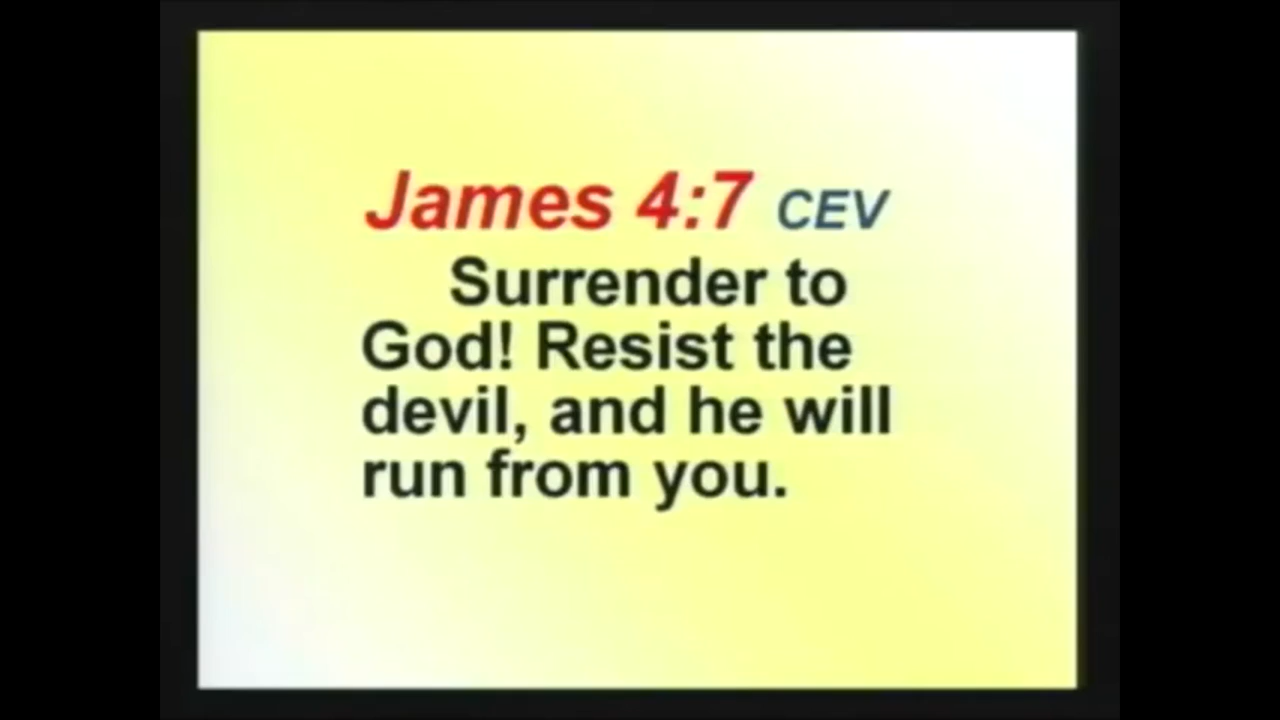 James 4:7 CEV
Surrender to
God! Resist the
devil, and he will
run from you.